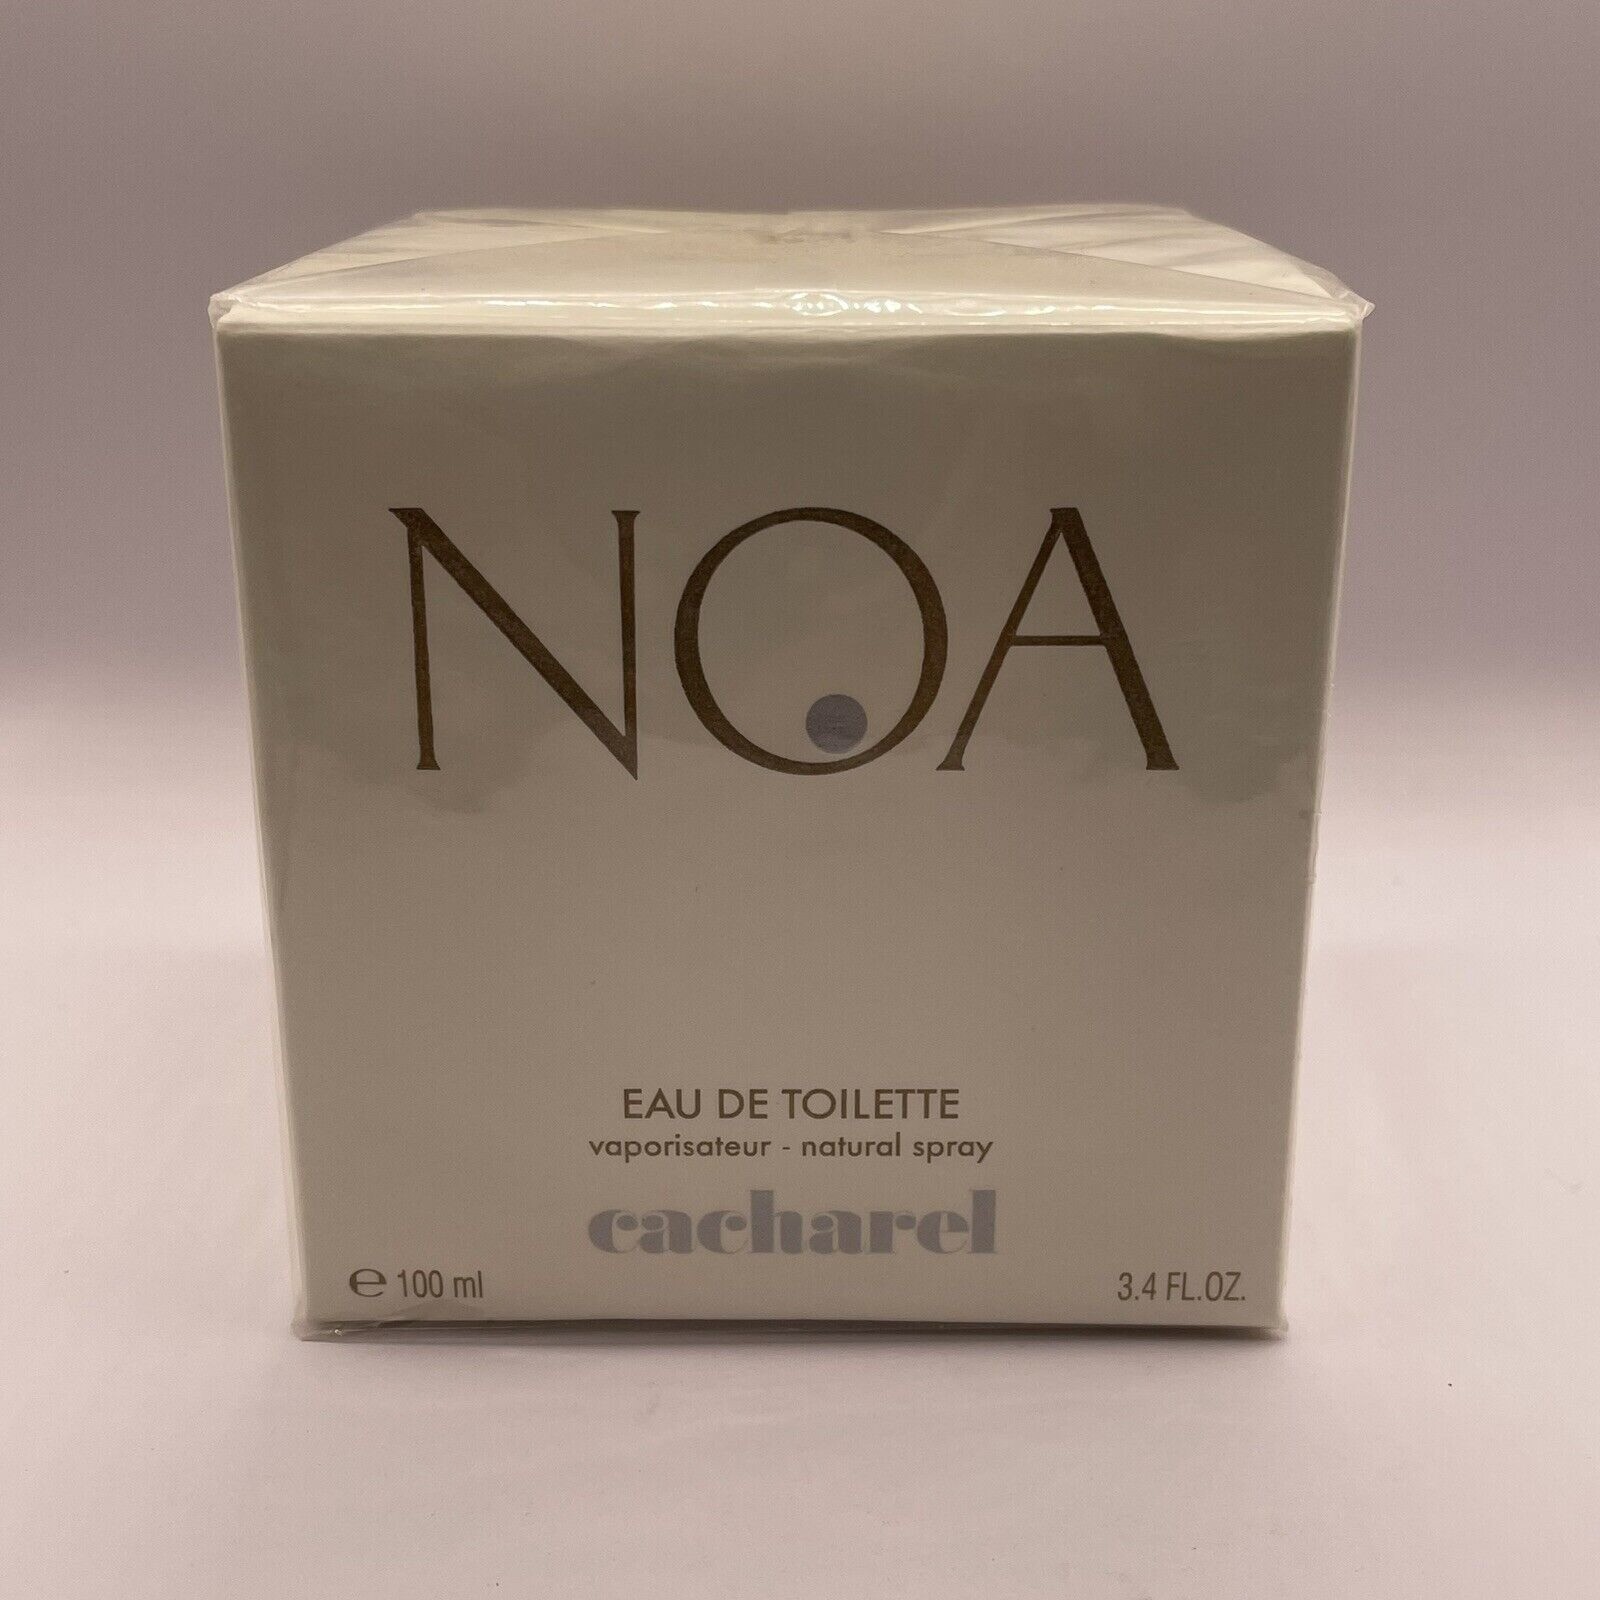 NOA
EAU DE TOILETTE
vaporisateur - natural spray
cacharel
℮ 100 ml
3.4 FL.OZ.